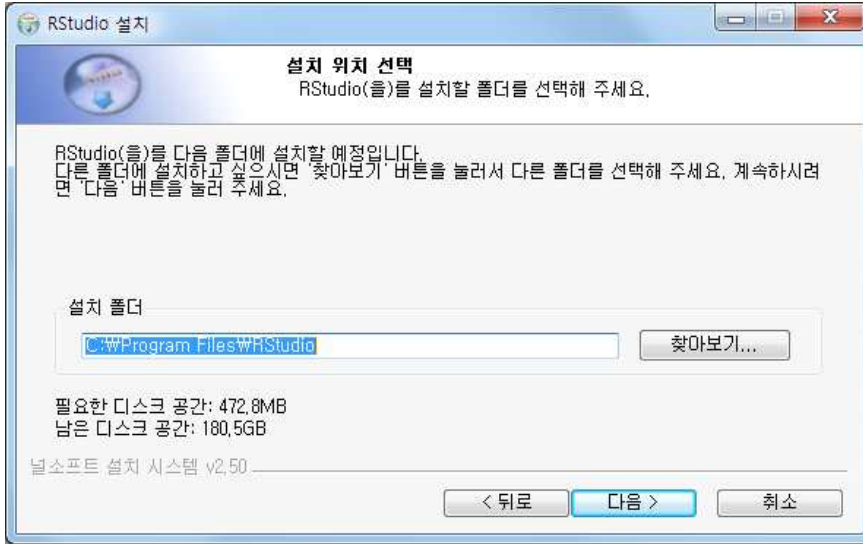 RStudio 설치
설치 위치 선택
RStudio(을)를 설치할 폴더를 선택해 주세요.
RStudio(을)를 다음 폴더에 설치할 예정입니다.
다른 폴더에 설치하고 싶으시면 '찾아보기' 버튼을 눌러서 다른 폴더를 선택해 주세요. 계속하시려
면 '다음' 버튼을 눌러 주세요.
설치 폴더
C:₩Program Files₩RStudio
찾아보기...
필요한 디스크 공간: 472.8MB
남은 디스크 공간: 180.5GB
널소프트 설치 시스템 v2.50
< 뒤로
다음 >
취소